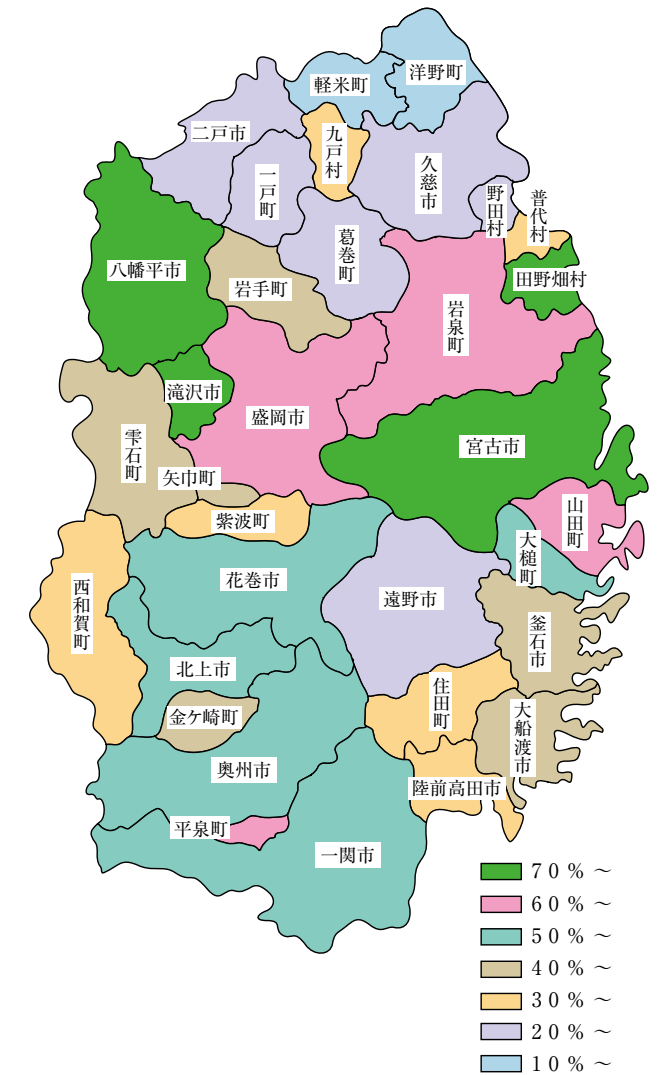 洋野町
軽米町
二戸市
九戸村
一戸町
久慈市
野田村
普代村
葛巻町
八幡平市
岩手町
田野畑村
岩泉町
滝沢市
盛岡市
宮古市
雫石町
矢巾町
紫波町
山田町
大槌町
花巻市
遠野市
西和賀町
釜石市
北上市
住田町
金ケ崎町
大船渡市
奥州市
陸前高田市
平泉町
一関市
70%～
60%～
50%～
40%～
30%～
20%～
10%～